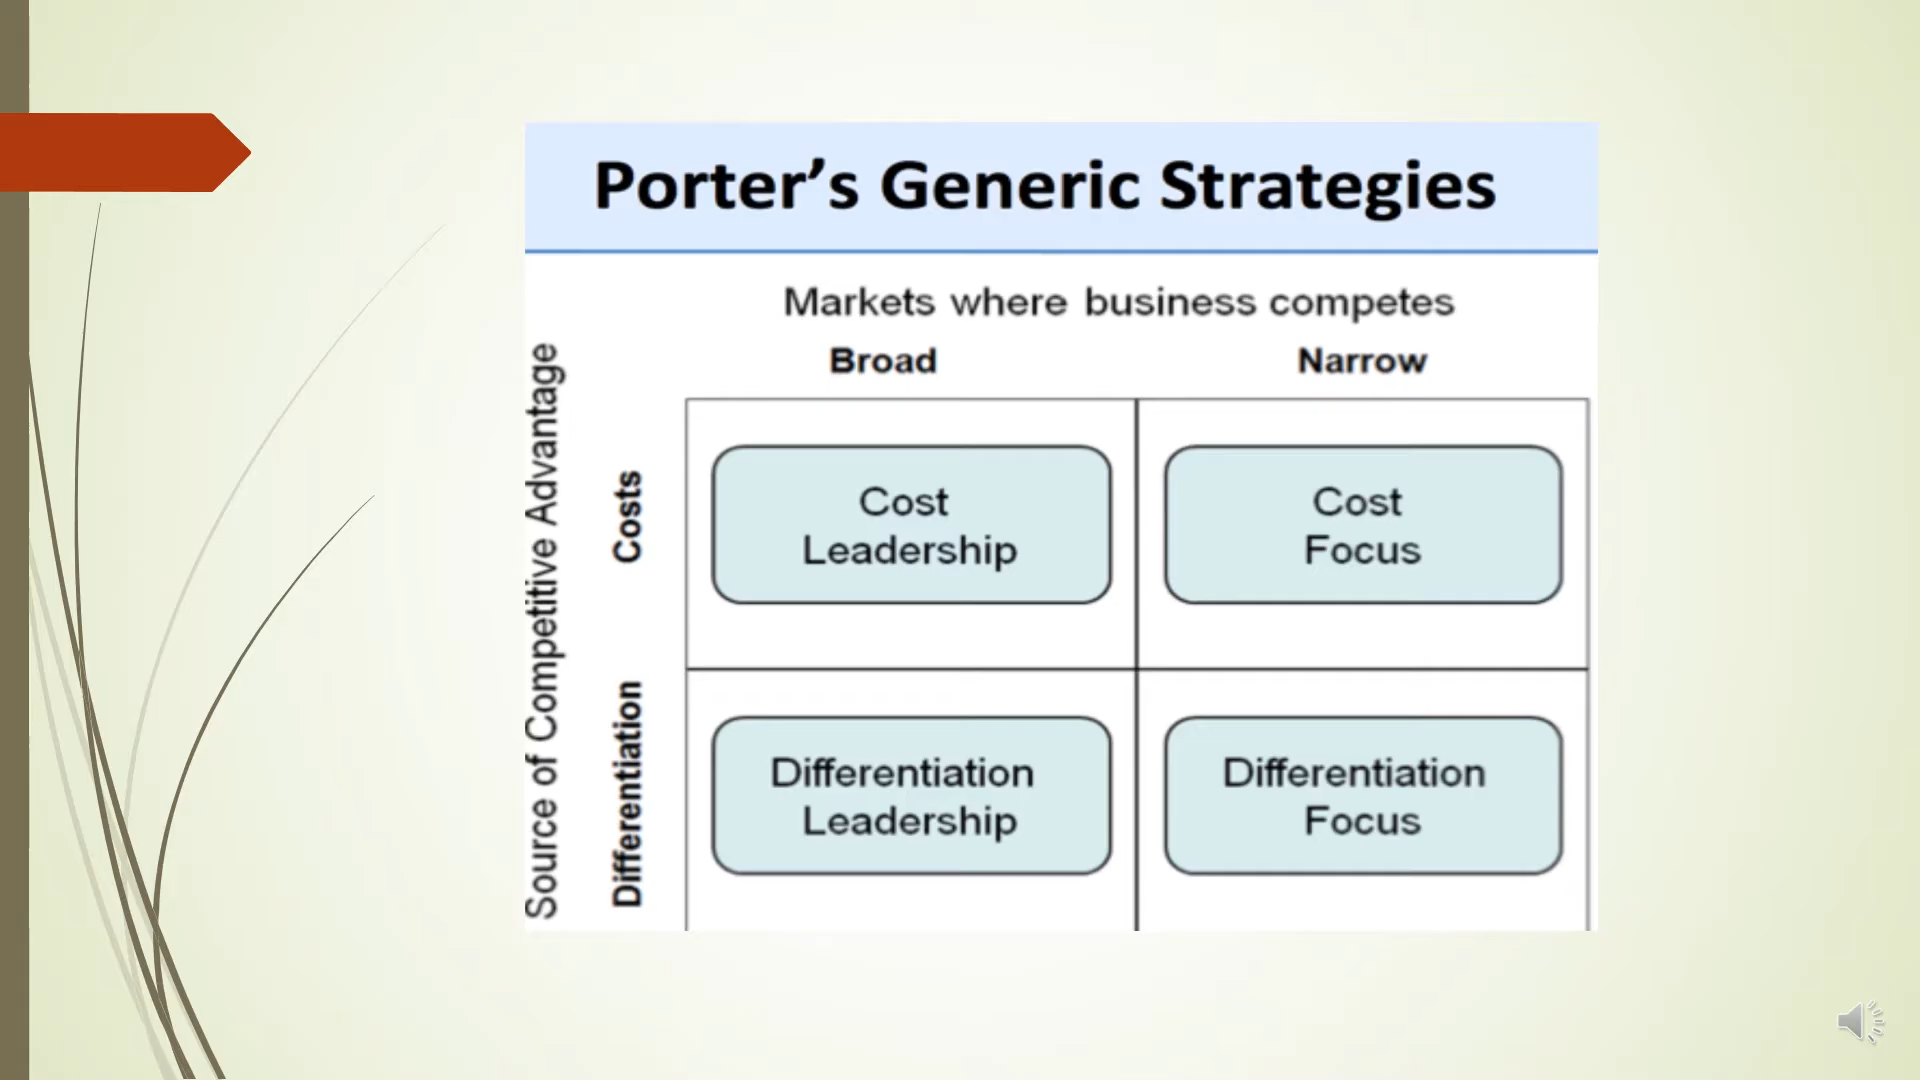 Porter’s Generic Strategies
Markets where business competes
Broad
Narrow
Source of Competitive Advantage
Costs
Cost
Leadership
Cost
Focus
Differentiation
Differentiation
Leadership
Differentiation
Focus